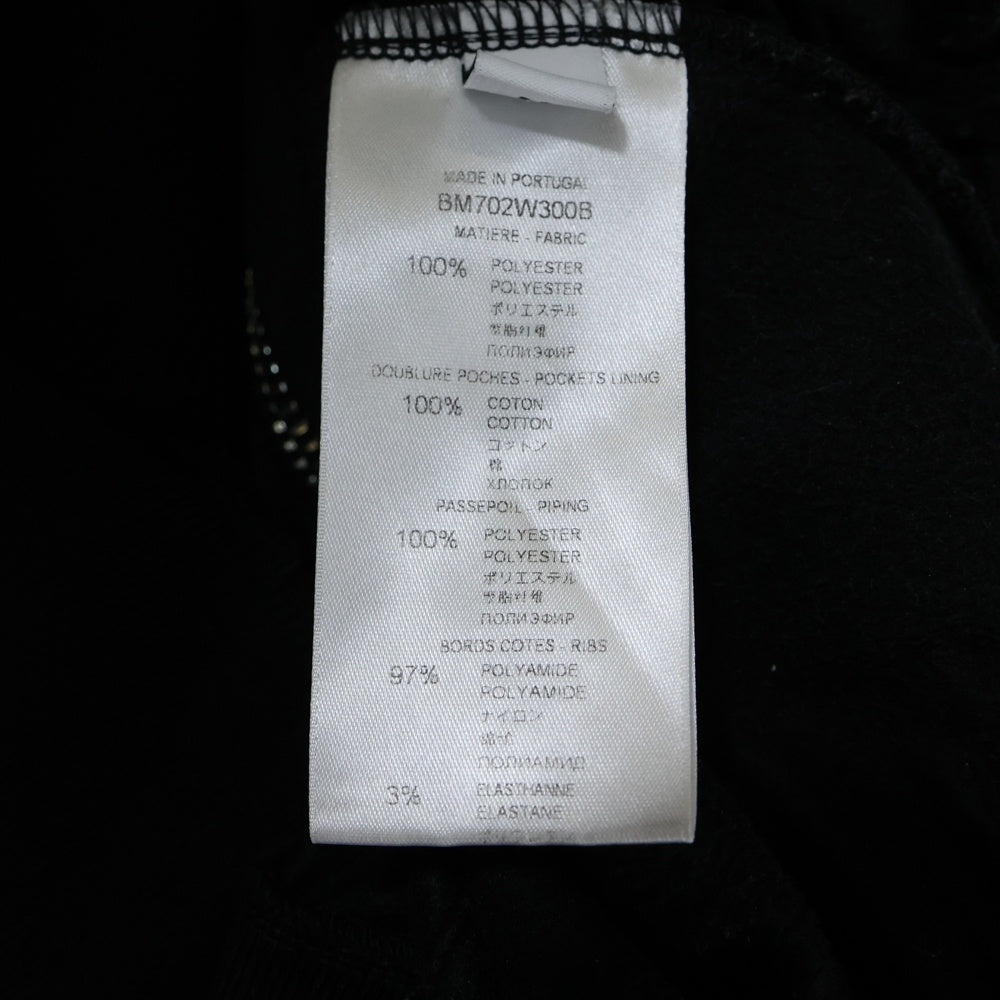 MADE IN PORTUGAL
BM702W300B
MATIERE - FABRIC
100% POLYESTER
POLYESTER
ポリエステル
ПОЛИЭФИР
DOUBLURE POCHES - POCKETS LINING
100% COTON
COTTON
コットン
棉
ХЛОПОК
PASSEPOIL - PIPING
100% POLYESTER
POLYESTER
ポリエステル
ПОЛИЭФИР
BORDS COTES - RIBS
97% POLYAMIDE
POLYAMIDE
ナイロン
ПОЛИАМИД
3% ELASTHANNE
ELASTANE